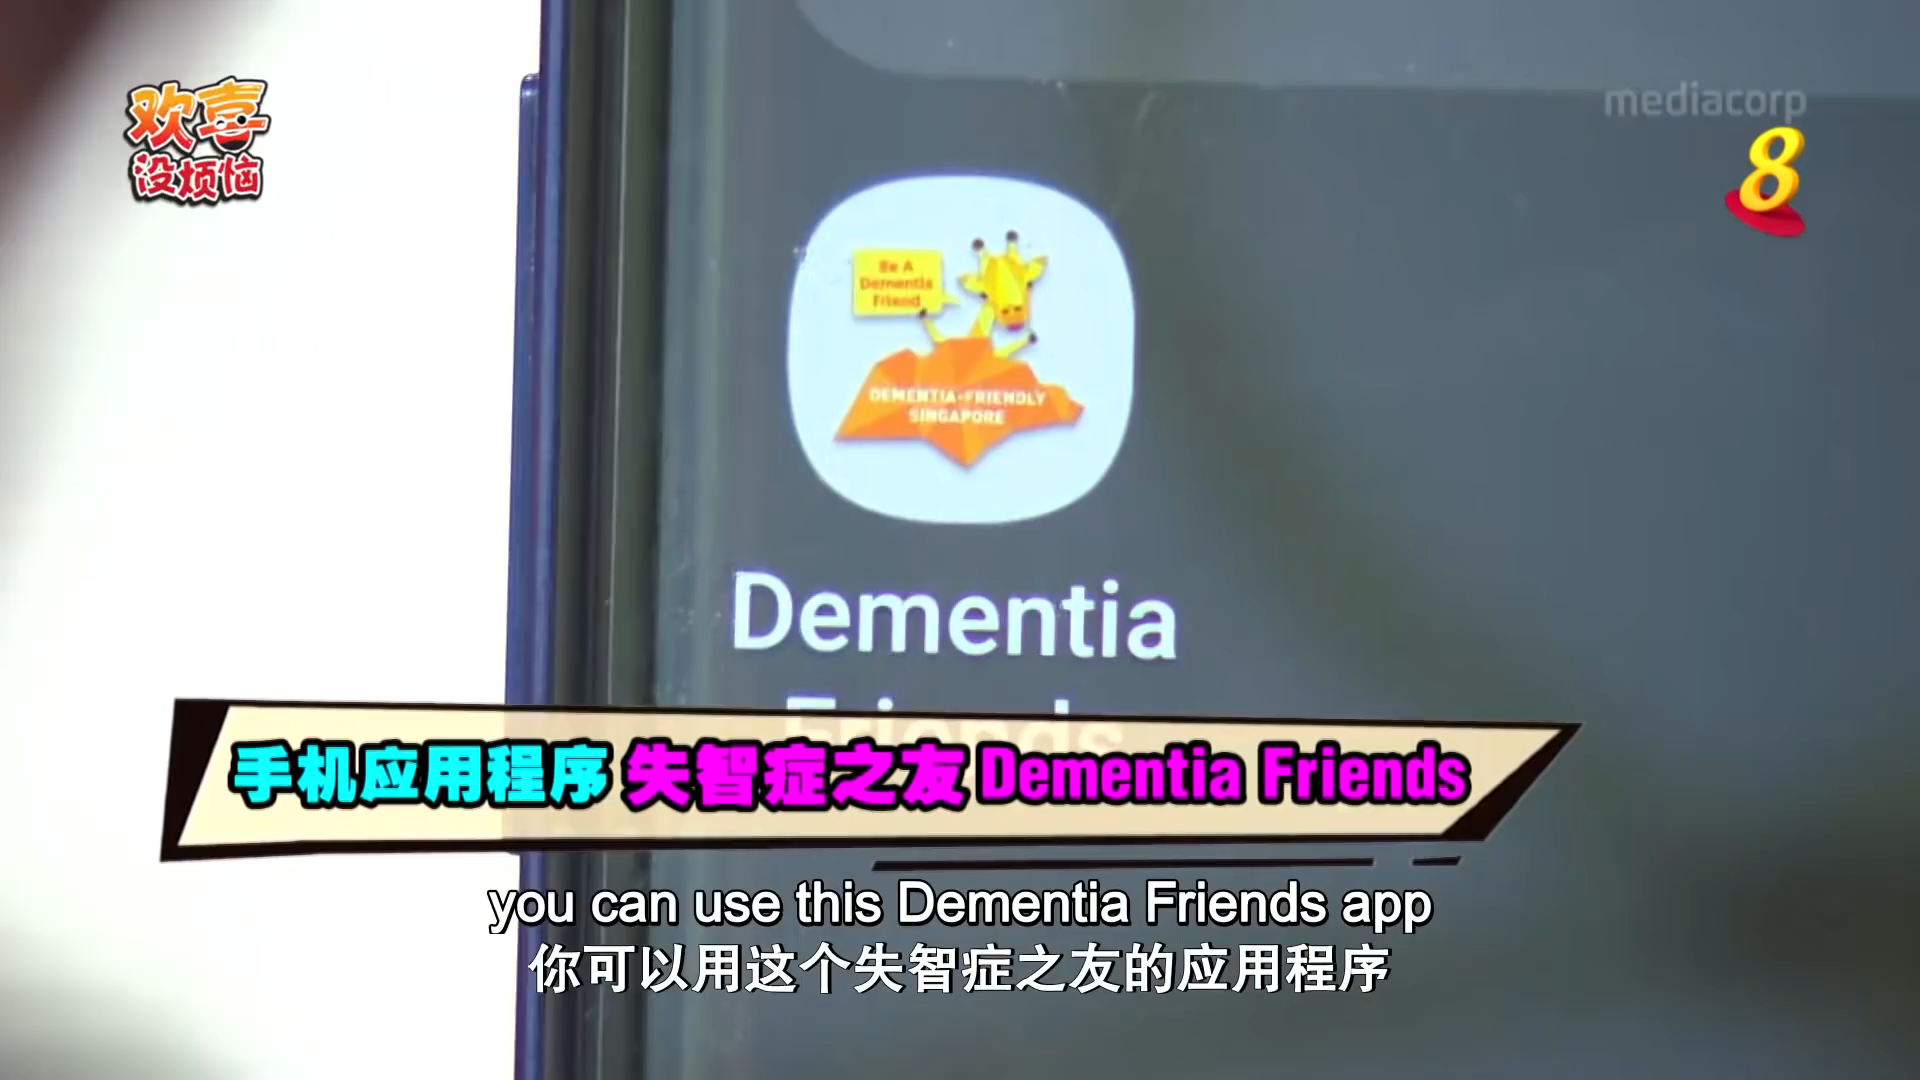 欢喜
没烦恼
mediacorp
8
Be A
Dementia
Friend
DEMENTIA-FRIENDLY
SINGAPORE
Dementia
Friends
手机应用程序 失智症之友 Dementia Friends
you can use this Dementia Friends app
你可以用这个失智症之友的应用程序